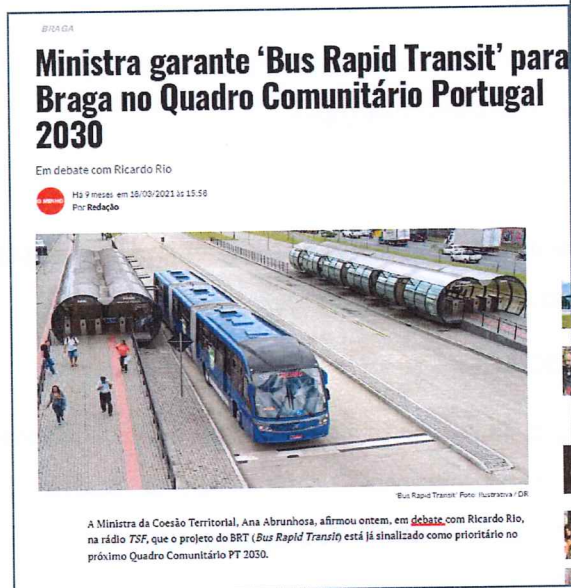 BRAGA
Ministra garante ‘Bus Rapid Transit’ para
Braga no Quadro Comunitário Portugal
2030
Em debate com Ricardo Rio
Há 9 meses em 18/03/2021 às 15:58
Por Redação
'Bus Rapid Transit' Foto Ilustrativa / DR
A Ministra da Coesão Territorial, Ana Abrunhosa, afirmou ontem, em debate com Ricardo Rio,
na rádio TSF, que o projeto do BRT (Bus Rapid Transit) está já sinalizado como prioritário no
próximo Quadro Comunitário PT 2030.